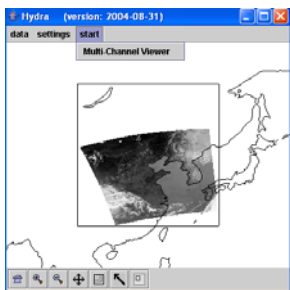 Hydra (version: 2004-08-31)
data settings start
Multi-Channel Viewer